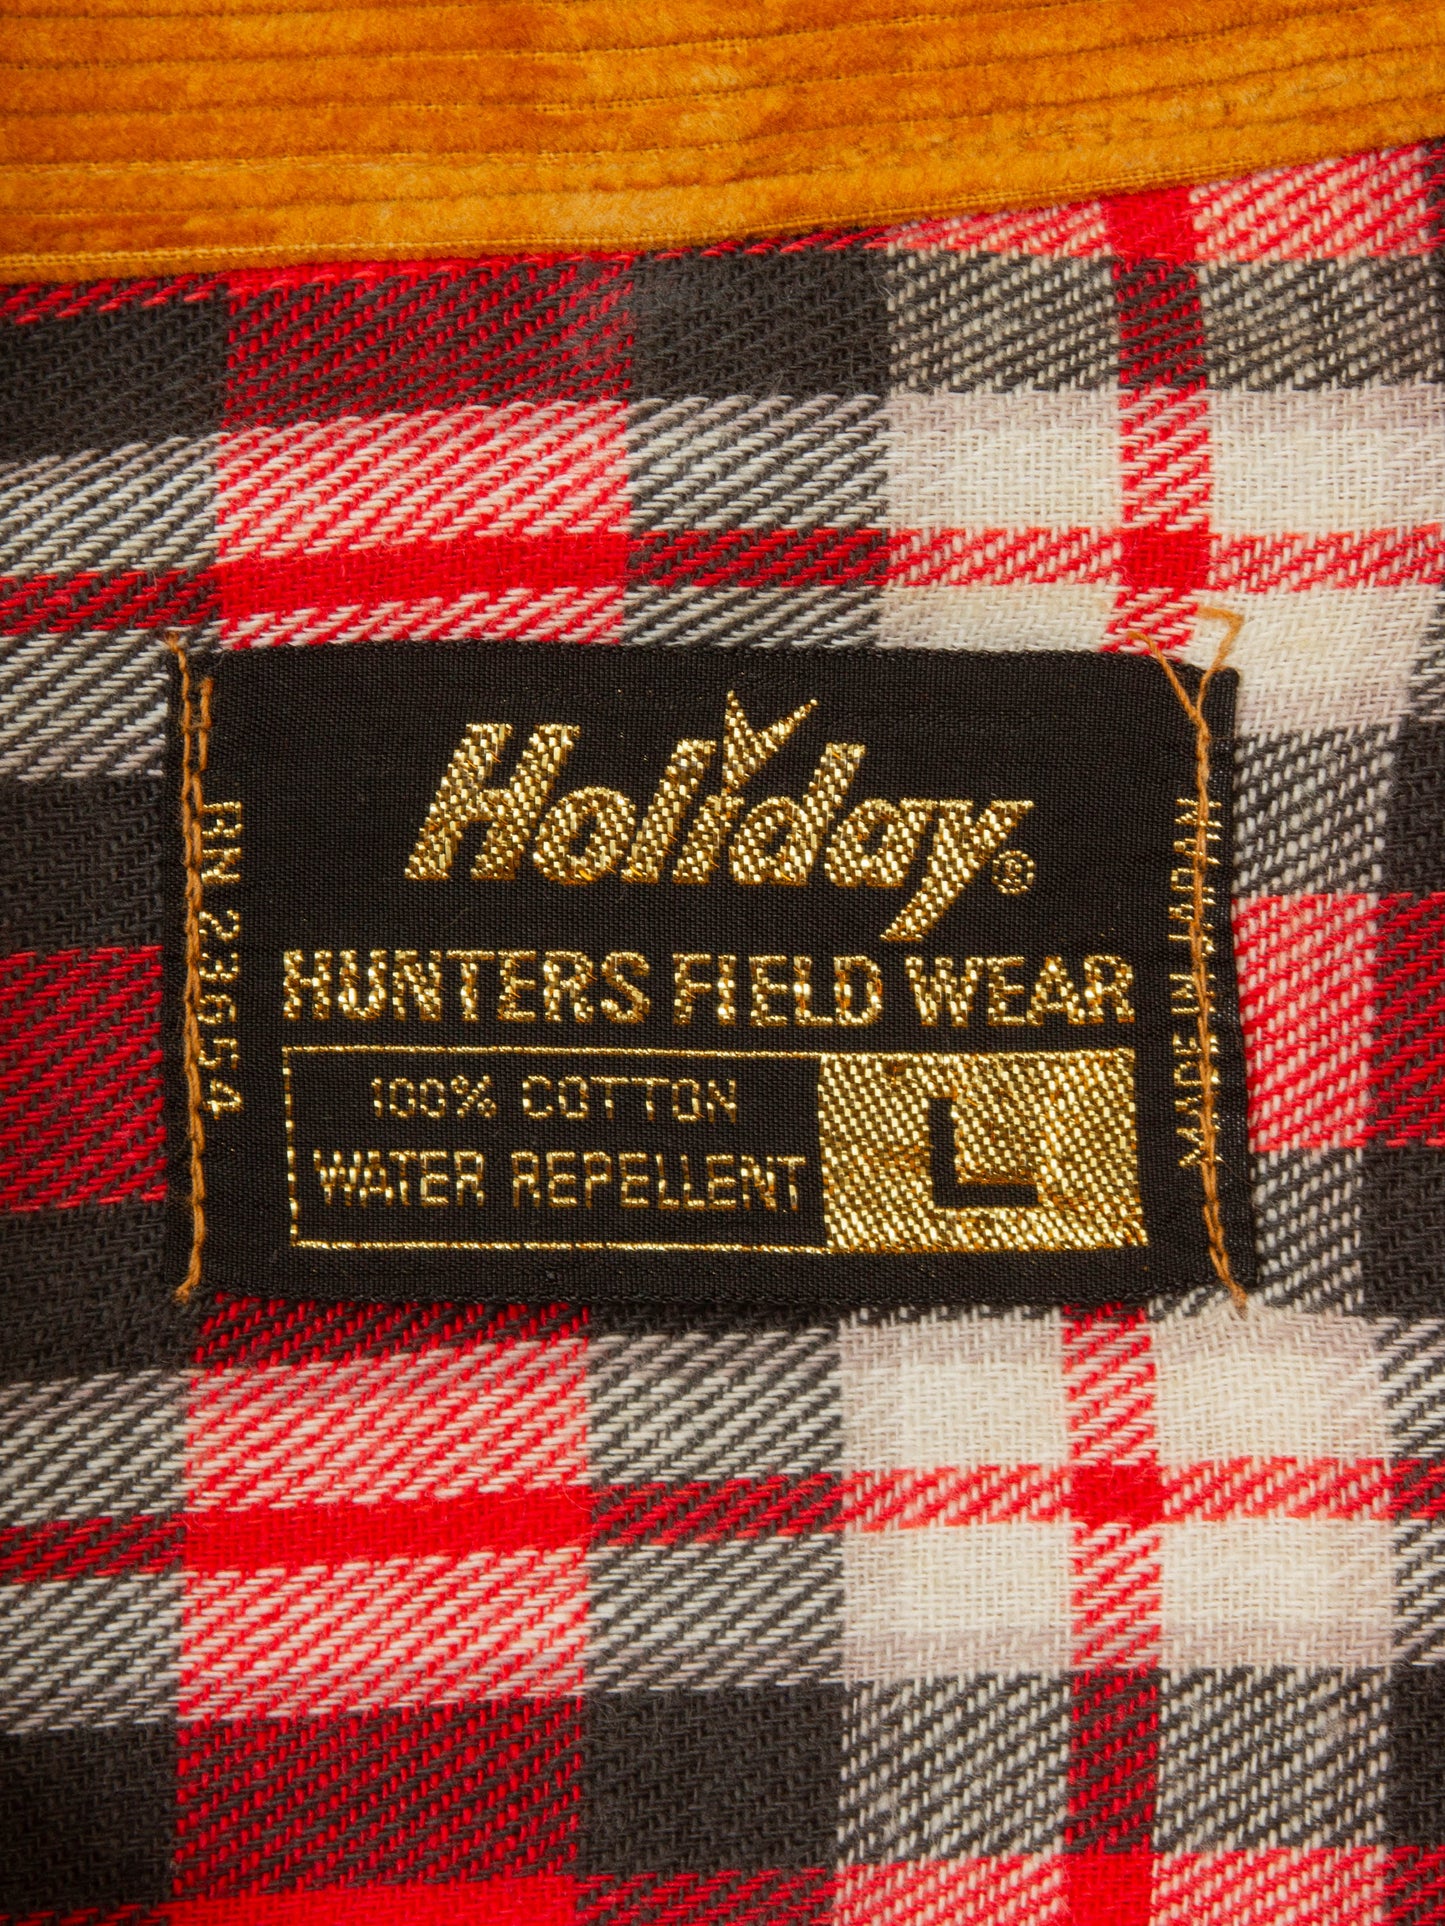 Holiday®
HUNTERS FIELD WEAR
100% COTTON
WATER REPELLENT
L
RN 23654
MADE IN JAPAN